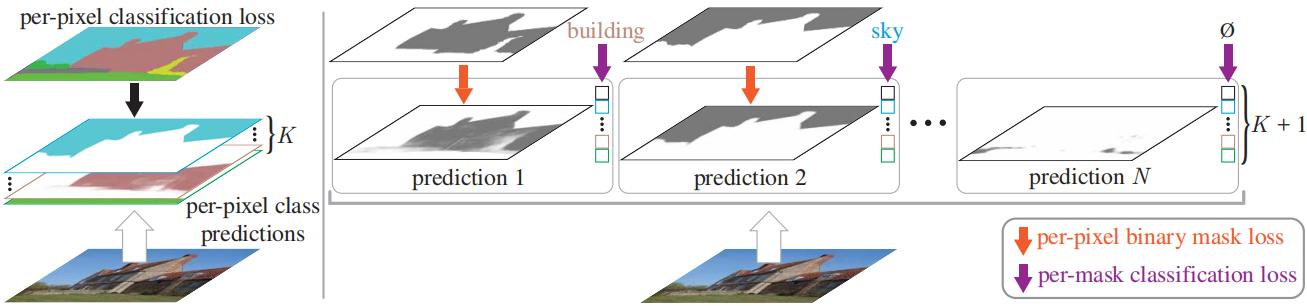 per-pixel classification loss
K
per-pixel class
predictions
building
sky
Ø
prediction 1
prediction 2
prediction N
K + 1
per-pixel binary mask loss
per-mask classification loss